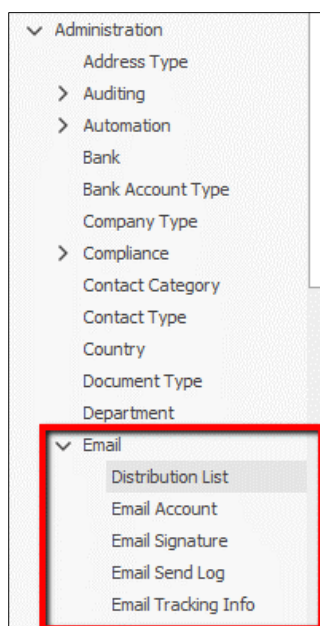 Administration
Address Type
Auditing
Automation
Bank
Bank Account Type
Company Type
Compliance
Contact Category
Contact Type
Country
Document Type
Department
Email
Distribution List
Email Account
Email Signature
Email Send Log
Email Tracking Info